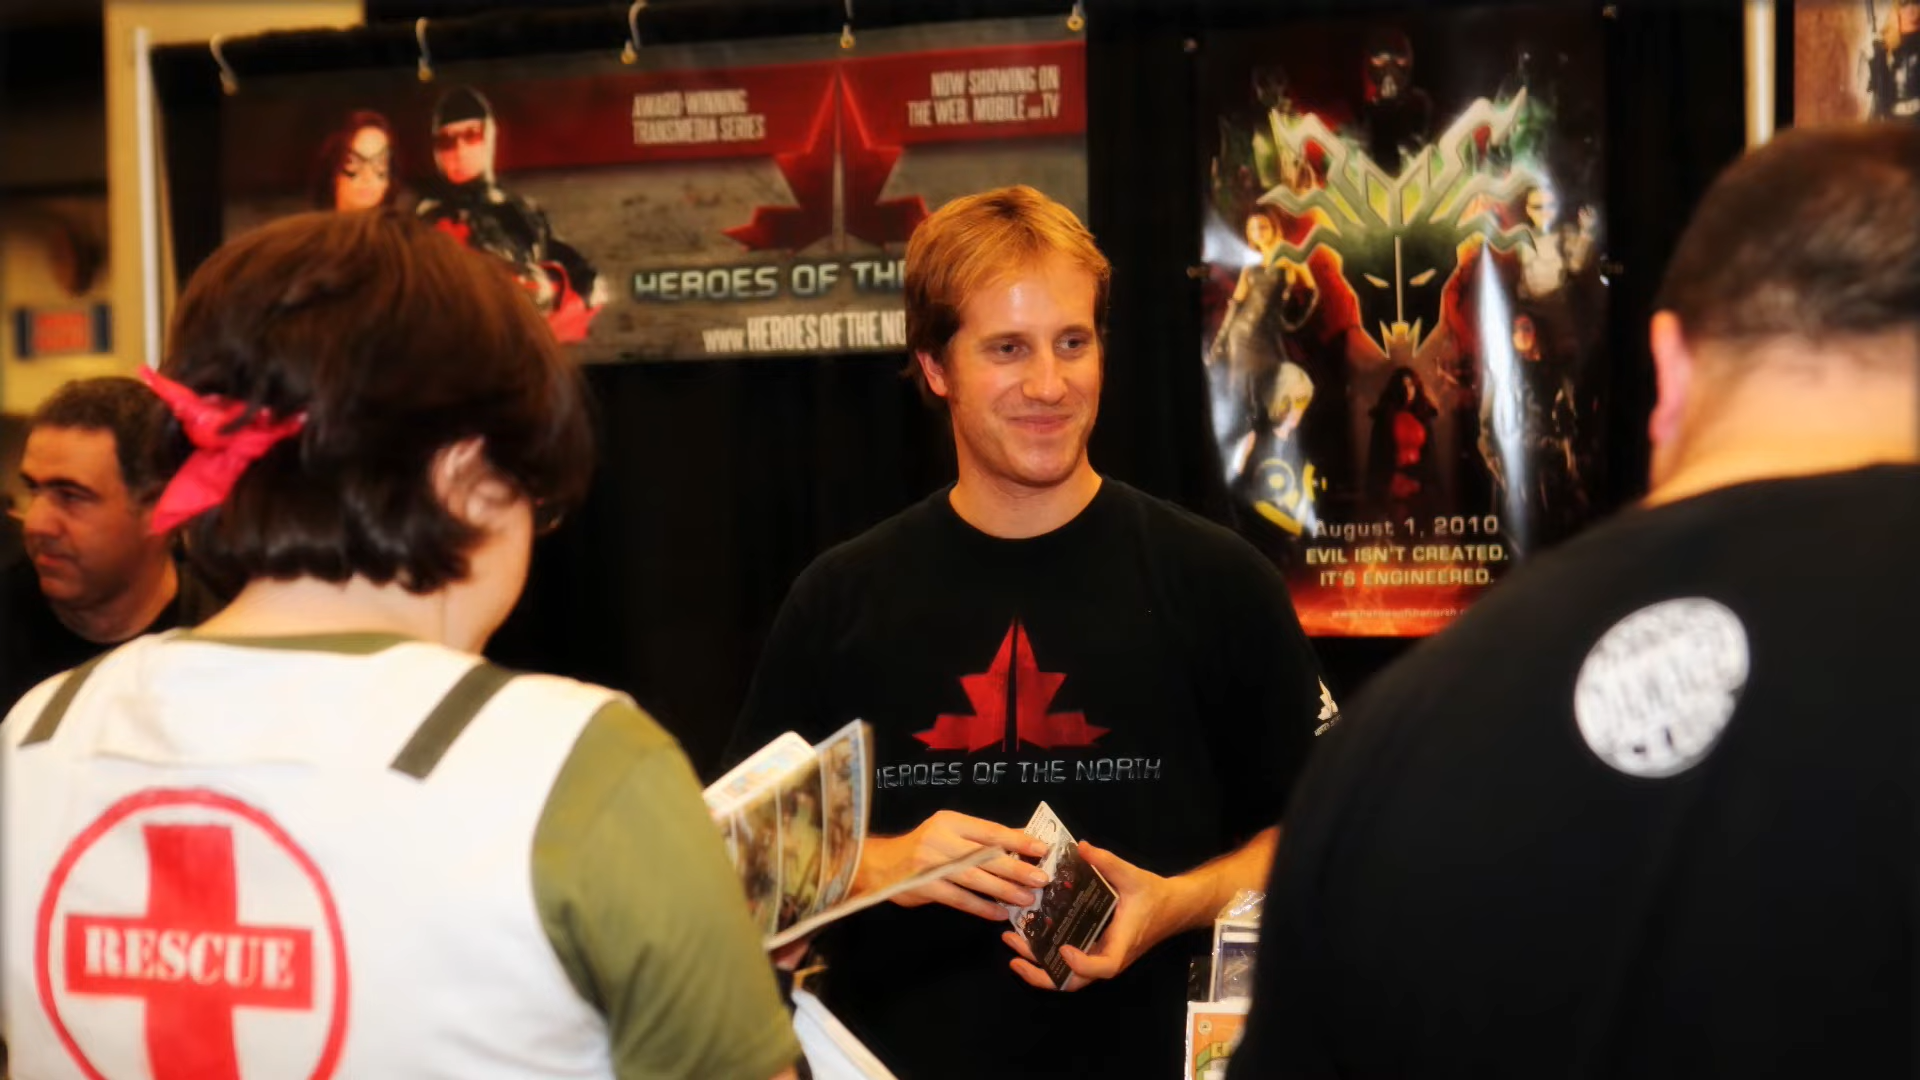 AWARD-WINNING
TRANSMEDIA SERIES
NOW SHOWING ON
THE WEB, MOBILE AND TV
HEROES OF THE
www.HEROESOFTHENO
August 1, 2010
EVIL ISN'T CREATED.
IT'S ENGINEERED.
HEROES OF THE NORTH
RESCUE